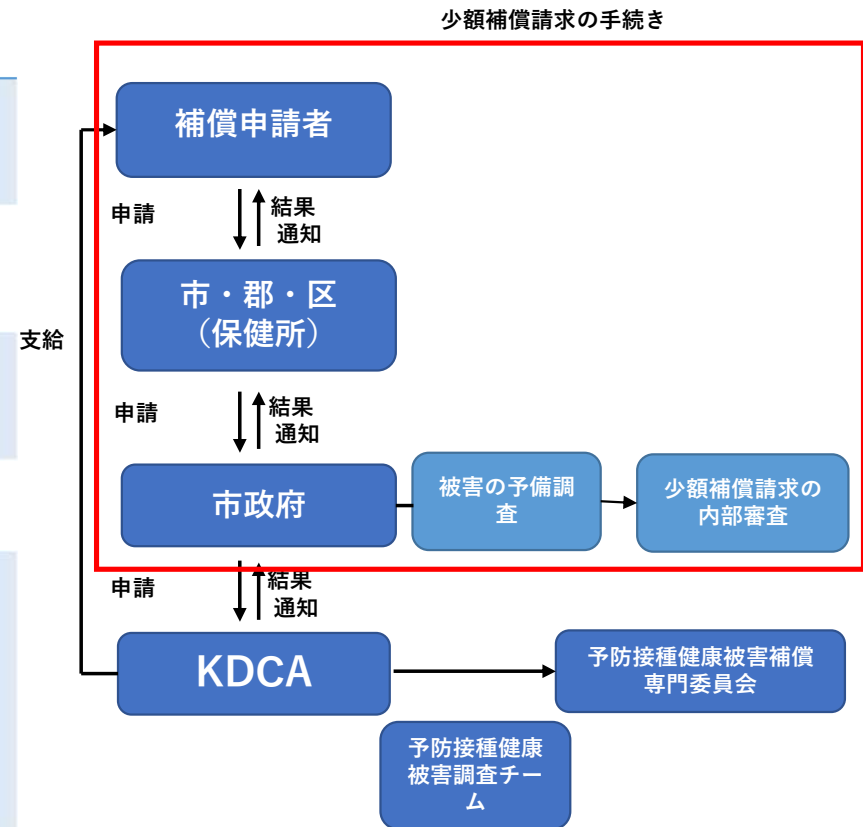 少額補償請求の手続き
補償申請者
申請
結果
通知
市・郡・区
（保健所）
支給
申請
結果
通知
市政府
被害の予備調
査
少額補償請求の
内部審査
申請
結果
通知
KDCA
予防接種健康被害補償
専門委員会
予防接種健康
被害調査チー
ム